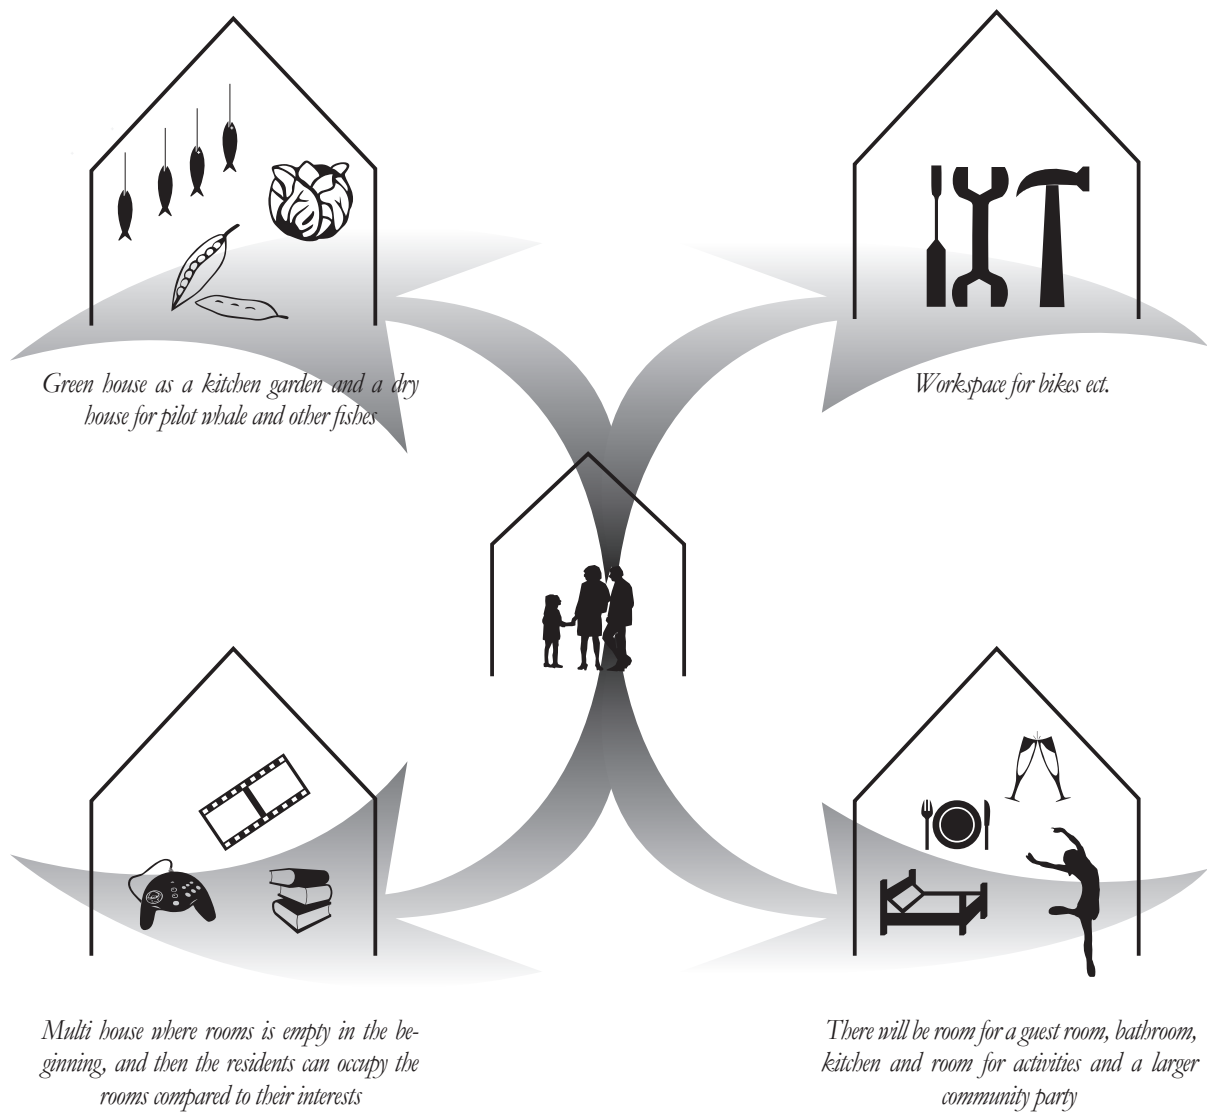 Green house as a kitchen garden and a dry
house for pilot whale and other fishes
Workspace for bikes ect.
Multi house where rooms is empty in the be-
ginning, and then the residents can occupy the
rooms compared to their interests
There will be room for a guest room, bathroom,
kitchen and room for activities and a larger
community party